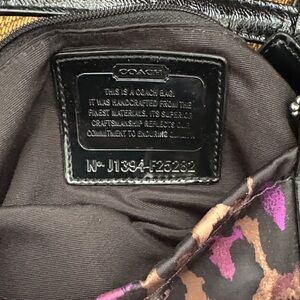 COACH
THIS IS A COACH BAG.
IT WAS HANDCRAFTED FROM THE
FINEST MATERIALS. ITS SUPERIOR
CRAFTSMANSHIP REFLECTS OUR
COMMITMENT TO ENDURING
Nº J1394-F25282